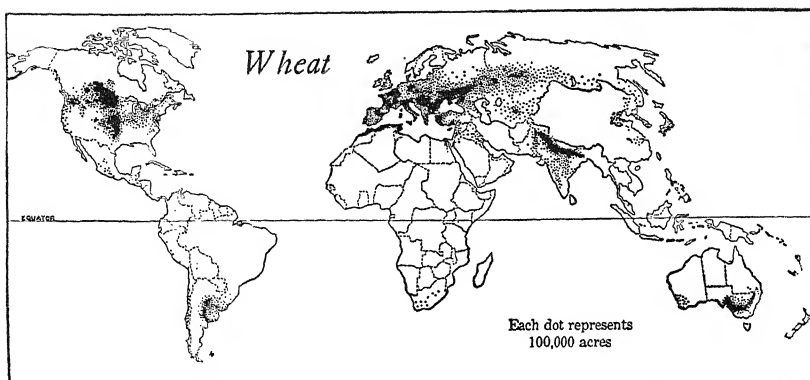 Wheat
EQUATOR
Each dot represents
100,000 acres